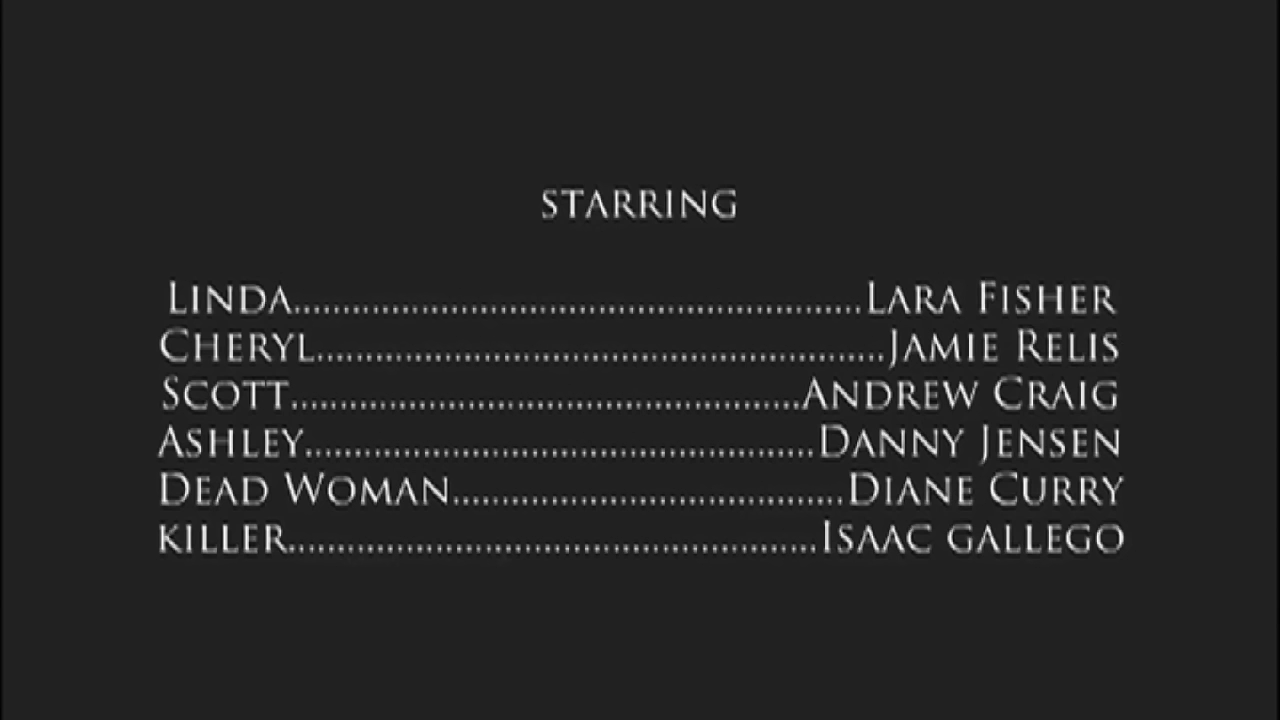 STARRING
LINDA...........................................................LARA FISHER
CHERYL...........................................................JAMIE RELIS
SCOTT.....................................................ANDREW CRAIG
ASHLEY.....................................................DANNY JENSEN
DEAD WOMAN........................................DIANE CURRY
KILLER.......................................................ISAAC GALLEGO